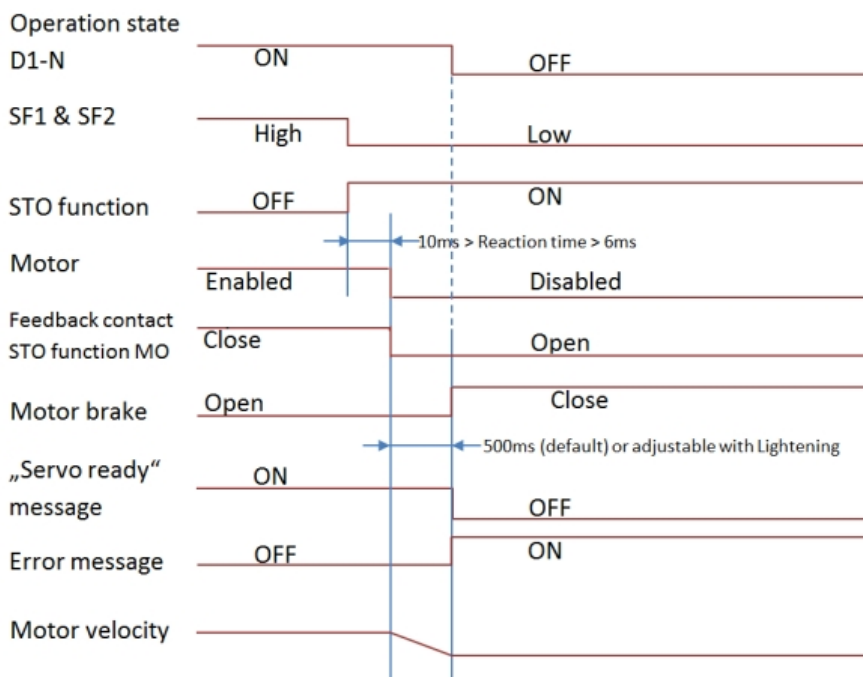 Operation state
D1-N ON OFF
SF1 & SF2
High Low
STO function OFF ON
10ms > Reaction time > 6ms
Motor
Enabled Disabled
Feedback contact
STO function MO Close Open
Motor brake Open Close
500ms (default) or adjustable with Lightening
„Servo ready“ ON
message OFF
Error message OFF ON
Motor velocity